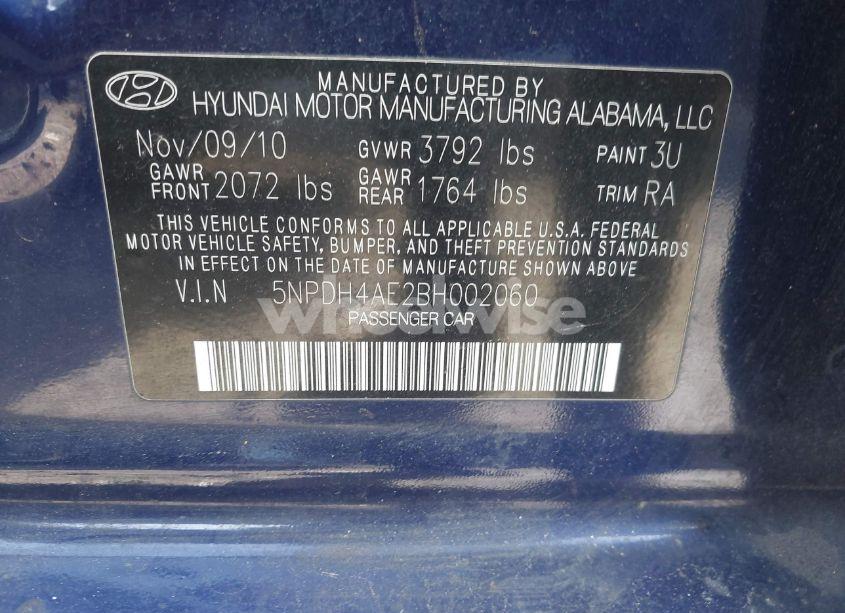 MANUFACTURED BY
HYUNDAI MOTOR MANUFACTURING ALABAMA, LLC
Nov/09/10 GVWR 3792 lbs PAINT 3U
GAWR FRONT 2072 lbs GAWR REAR 1764 lbs TRIM RA
THIS VEHICLE CONFORMS TO ALL APPLICABLE U.S.A. FEDERAL
MOTOR VEHICLE SAFETY, BUMPER, AND THEFT PREVENTION STANDARDS
IN EFFECT ON THE DATE OF MANUFACTURE SHOWN ABOVE
V.I.N 5NPDH4AE2BH002060
wheelwise
PASSENGER CAR